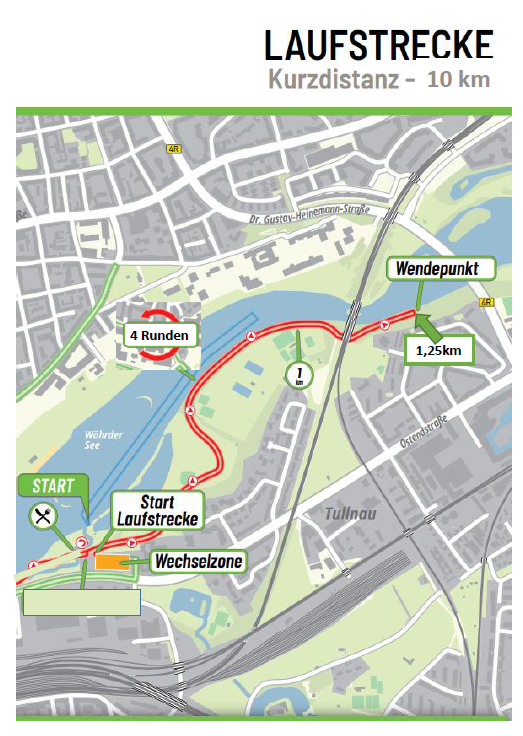 LAUFSTRECKE
Kurzdistanz - 10 km
4R
Dr. Gustav-Heinemann-Straße
ße
Wendepunkt
4R
4 Runden
1,25km
1
km
Ostendstraße
Wöhrder
See
START
Start
Laufstrecke
Tullnau
Wechselzone